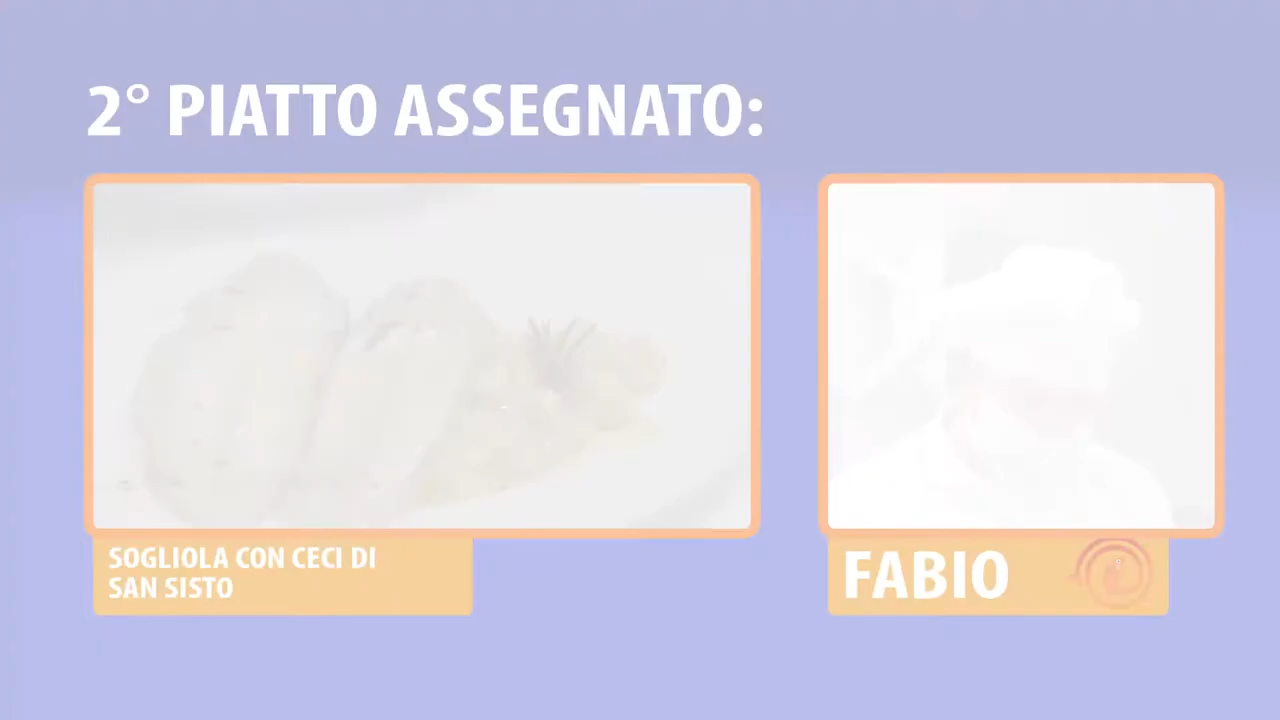 2° PIATTO ASSEGNATO:
SOGLIOLA CON CECI DI
SAN SISTO
FABIO